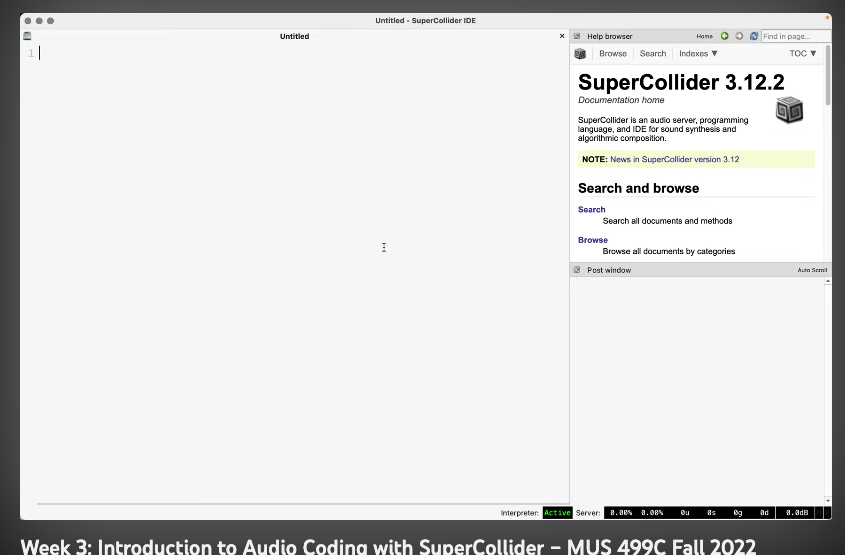 Untitled - SuperCollider IDE
Untitled
1
Help browser Home Find in page...
Browse Search Indexes ▼ TOC ▼
SuperCollider 3.12.2
Documentation home
SuperCollider is an audio server, programming
language, and IDE for sound synthesis and
algorithmic composition.
NOTE: News in SuperCollider version 3.12
Search and browse
Search
Search all documents and methods
Browse
Browse all documents by categories
Post window Auto Scroll
Interpreter: Active Server: 0.00% 0.00% 0u 0s 0g 0d 0.0dB
Week 3: Introduction to Audio Coding with SuperCollider – MUS 499C Fall 2022